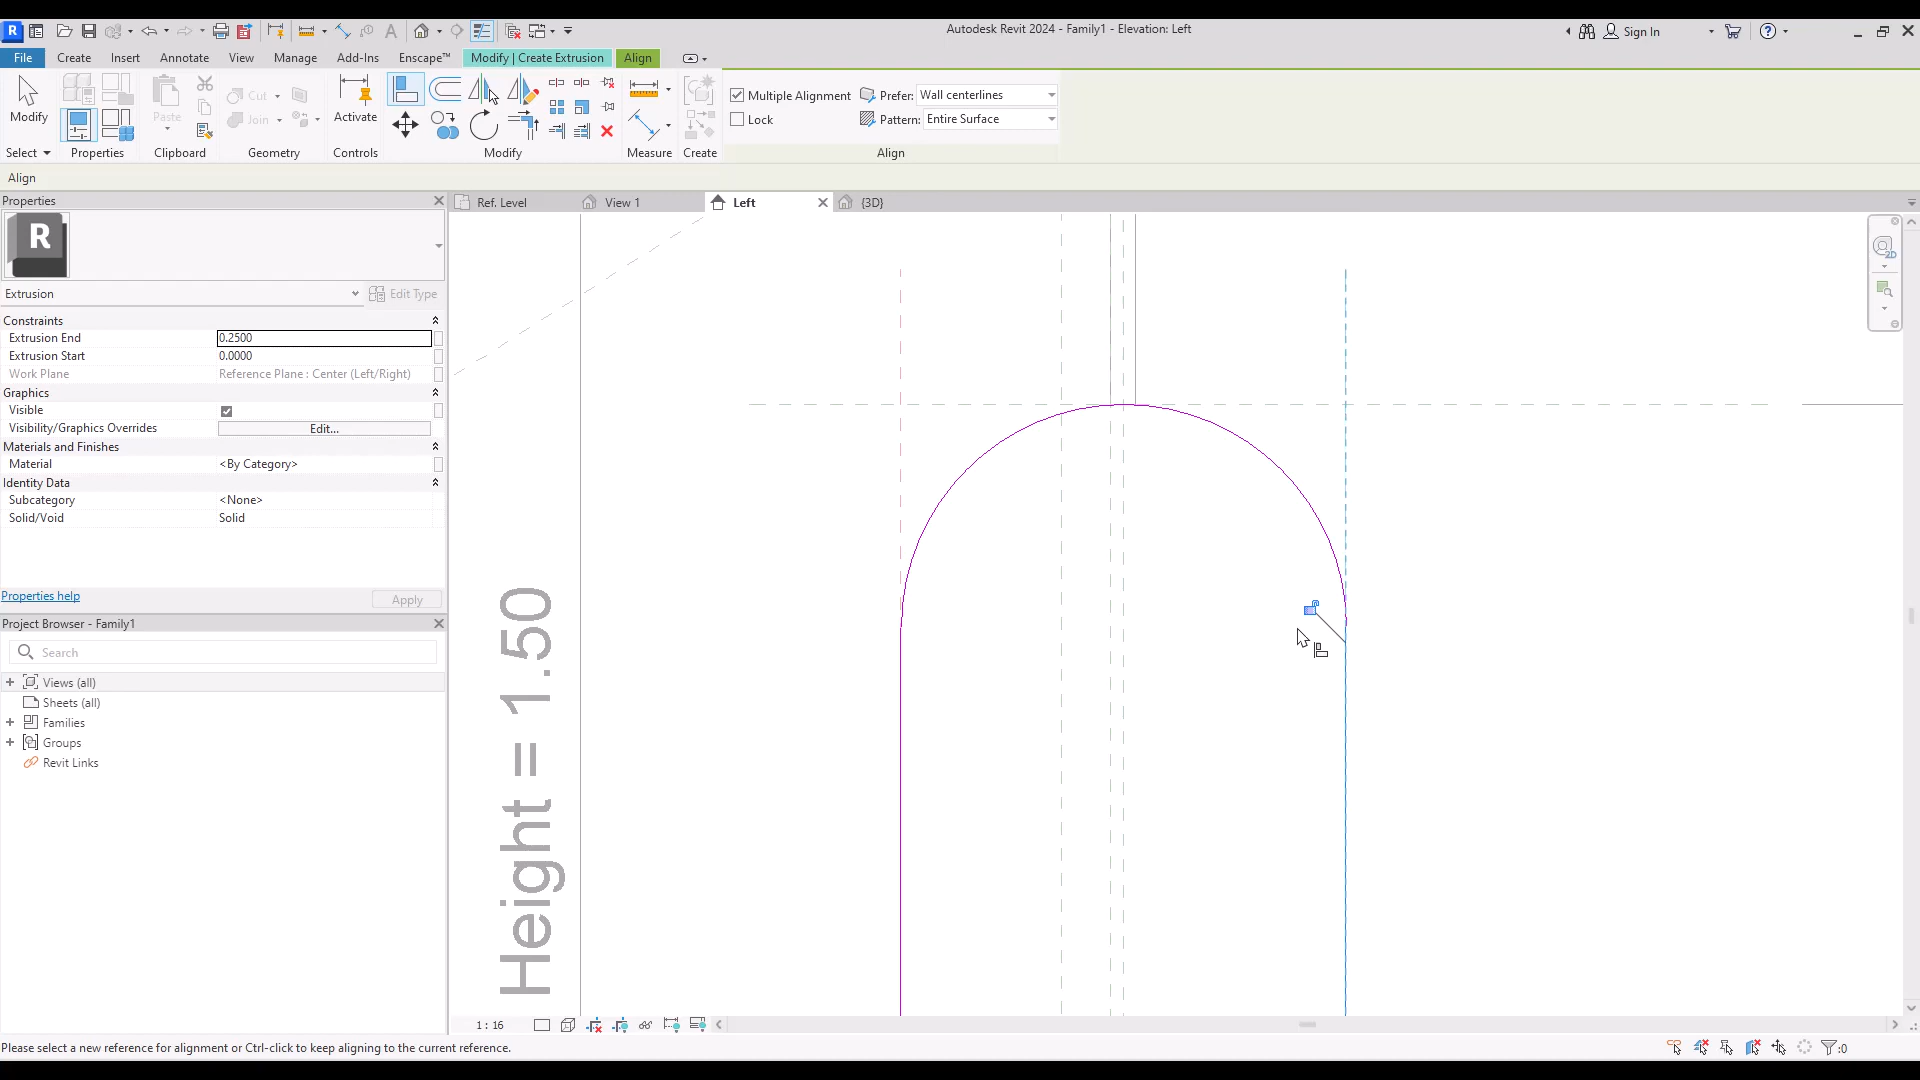 Autodesk Revit 2024 - Family1 - Elevation: Left
Sign In
File
Create
Insert
Annotate
View
Manage
Add-Ins
Enscape™
Modify | Create Extrusion
Align
Modify
Paste
Cut
Join
Activate
Multiple Alignment
Prefer: Wall centerlines
Lock
Pattern: Entire Surface
Select
Properties
Clipboard
Geometry
Controls
Modify
Measure
Create
Align
Align
Properties
Ref. Level
View 1
Left
{3D}
R
Extrusion
Edit Type
Constraints
Extrusion End 0.2500
Extrusion Start 0.0000
Work Plane Reference Plane : Center (Left/Right)
Graphics
Visible
Visibility/Graphics Overrides Edit...
Materials and Finishes
Material <By Category>
Identity Data
Subcategory <None>
Solid/Void Solid
Properties help
Apply
Project Browser - Family1
Search
Views (all)
Sheets (all)
Families
Groups
Revit Links
Height = 1.50
2D
1 : 16
Please select a new reference for alignment or Ctrl-click to keep aligning to the current reference.
:0